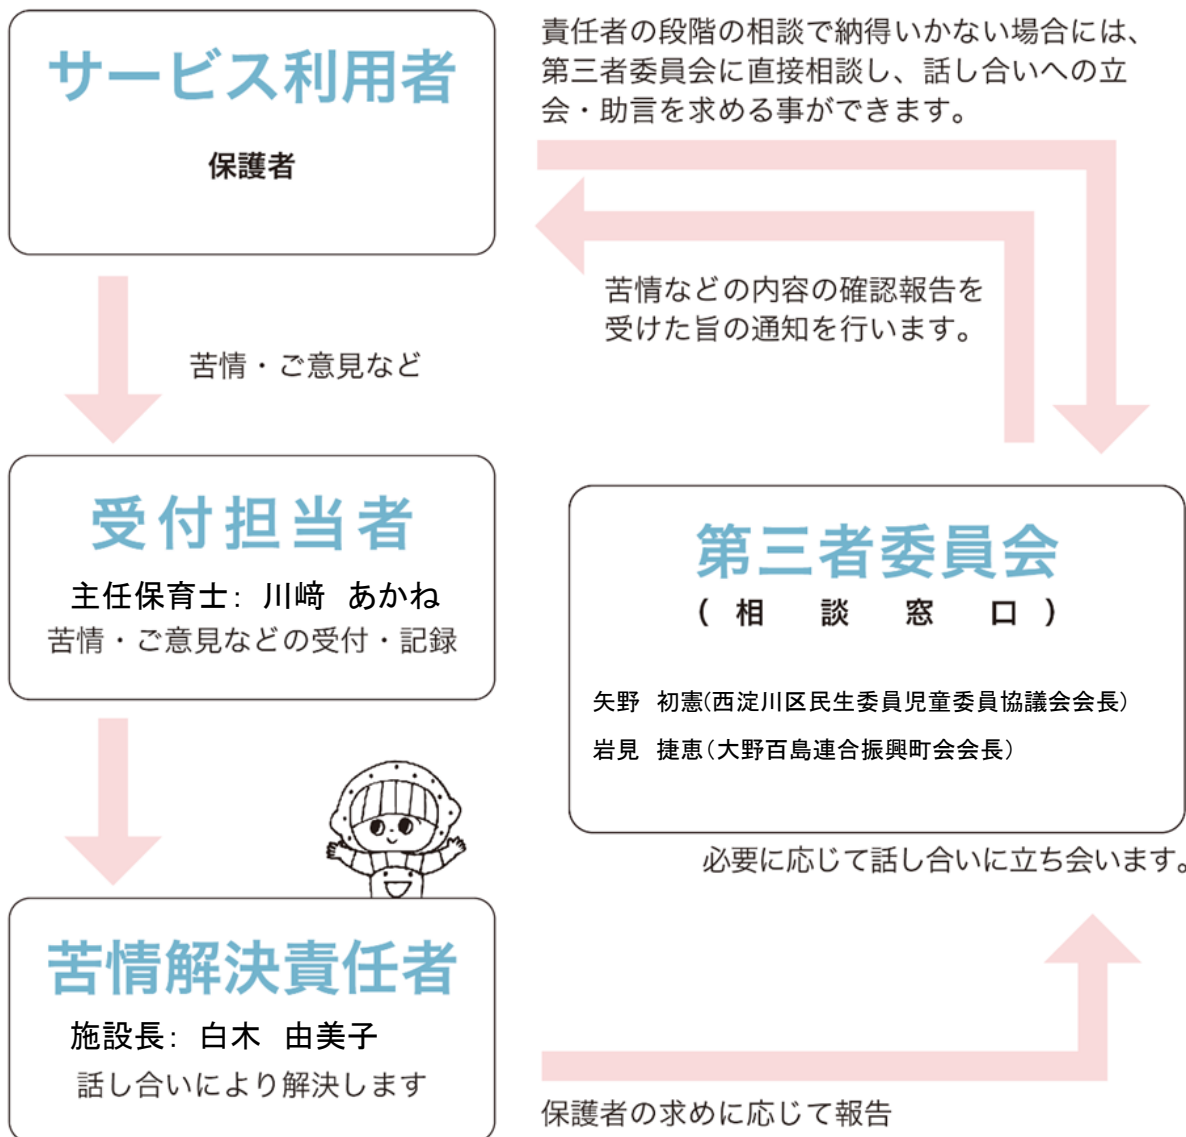 サービス利用者
保護者
責任者の段階の相談で納得いかない場合には、
第三者委員会に直接相談し、話し合いへの立
会・助言を求める事ができます。
苦情などの内容の確認報告を
受けた旨の通知を行います。
苦情・ご意見など
受付担当者
主任保育士： 川﨑　あかね
苦情・ご意見などの受付・記録
第三者委員会
（相　談　窓　口）
矢野　初憲(西淀川区民生委員児童委員協議会会長)
岩見　捷恵(大野百島連合振興町会会長)
必要に応じて話し合いに立ち会います。
苦情解決責任者
施設長： 白木　由美子
話し合いにより解決します
保護者の求めに応じて報告